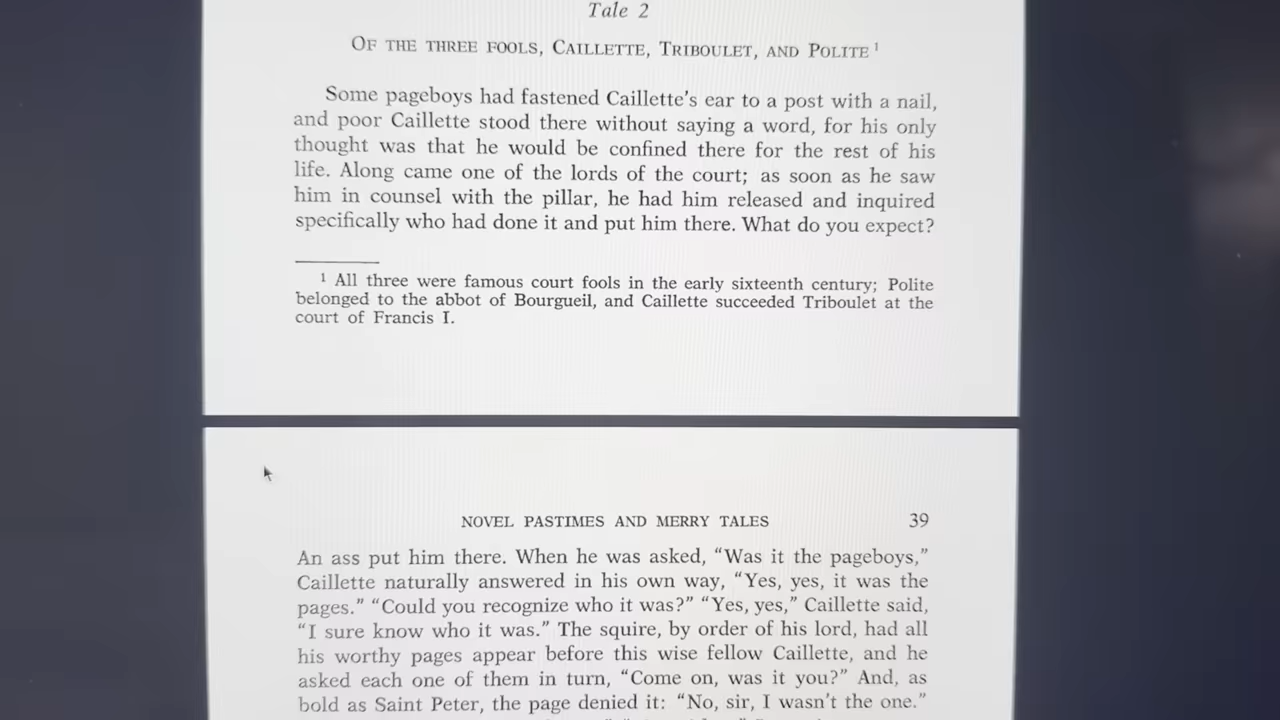 Tale 2
OF THE THREE FOOLS, CAILLETTE, TRIBOULET, AND POLITE 1
Some pageboys had fastened Caillette's ear to a post with a nail,
and poor Caillette stood there without saying a word, for his only
thought was that he would be confined there for the rest of his
life. Along came one of the lords of the court; as soon as he saw
him in counsel with the pillar, he had him released and inquired
specifically who had done it and put him there. What do you expect?
1 All three were famous court fools in the early sixteenth century; Polite
belonged to the abbot of Bourgueil, and Caillette succeeded Triboulet at the
court of Francis I.
NOVEL PASTIMES AND MERRY TALES 39
An ass put him there. When he was asked, “Was it the pageboys,”
Caillette naturally answered in his own way, “Yes, yes, it was the
pages.” “Could you recognize who it was?” “Yes, yes,” Caillette said,
“I sure know who it was.” The squire, by order of his lord, had all
his worthy pages appear before this wise fellow Caillette, and he
asked each one of them in turn, “Come on, was it you?” And, as
bold as Saint Peter, the page denied it: “No, sir, I wasn't the one.”